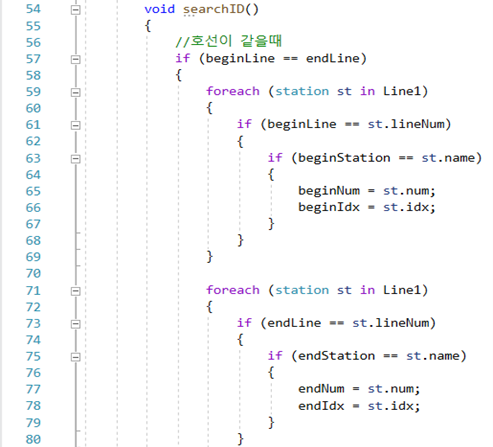 54 void searchID()
55 {
56 //호선이 같을때
57 if (beginLine == endLine)
58 {
59 foreach (station st in Line1)
60 {
61 if (beginLine == st.lineNum)
62 {
63 if (beginStation == st.name)
64 {
65 beginNum = st.num;
66 beginIdx = st.idx;
67 }
68 }
69 }
70
71 foreach (station st in Line1)
72 {
73 if (endLine == st.lineNum)
74 {
75 if (endStation == st.name)
76 {
77 endNum = st.num;
78 endIdx = st.idx;
79 }
80 }